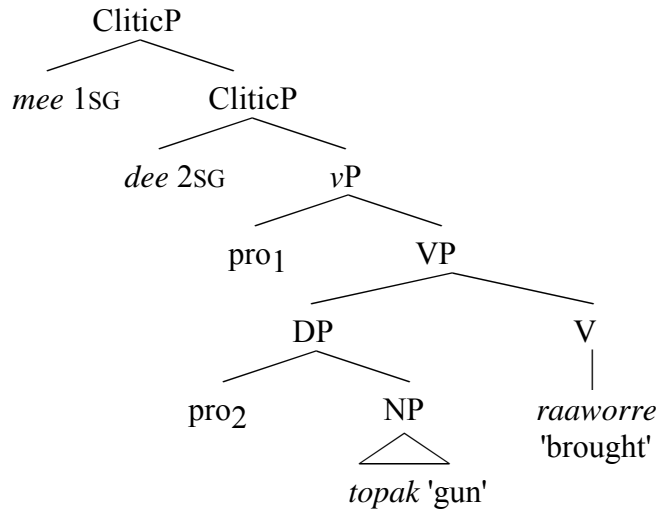 CliticP
mee 1SG CliticP
dee 2SG vP
pro1 VP
DP V
pro2 NP raaworre
'brought'
topak 'gun'